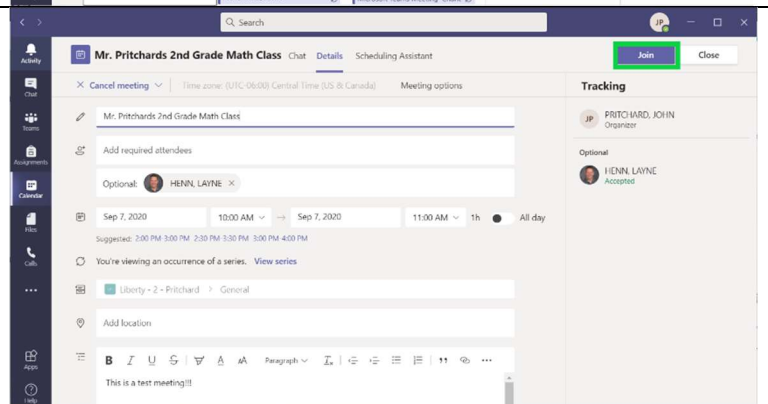 Search
JP
Activity
Chat
Teams
Assignments
Calendar
Files
Calls
Apps
Help
Mr. Pritchards 2nd Grade Math Class Chat Details Scheduling Assistant
Join Close
Cancel meeting Time zone: (UTC-06:00) Central Time (US & Canada) Meeting options
Mr. Pritchards 2nd Grade Math Class
Add required attendees
Optional: HENN, LAYNE ×
Sep 7, 2020 10:00 AM → Sep 7, 2020 11:00 AM 1h All day
Suggested: 2:00 PM-3:00 PM 2:30 PM-3:30 PM 3:00 PM-4:00 PM
You're viewing an occurrence of a series. View series
Liberty - 2 - Pritchard > General
Add location
B I U S A AA Paragraph
This is a test meeting!!!
Tracking
JP PRITCHARD, JOHN
Organizer
Optional
HENN, LAYNE
Accepted